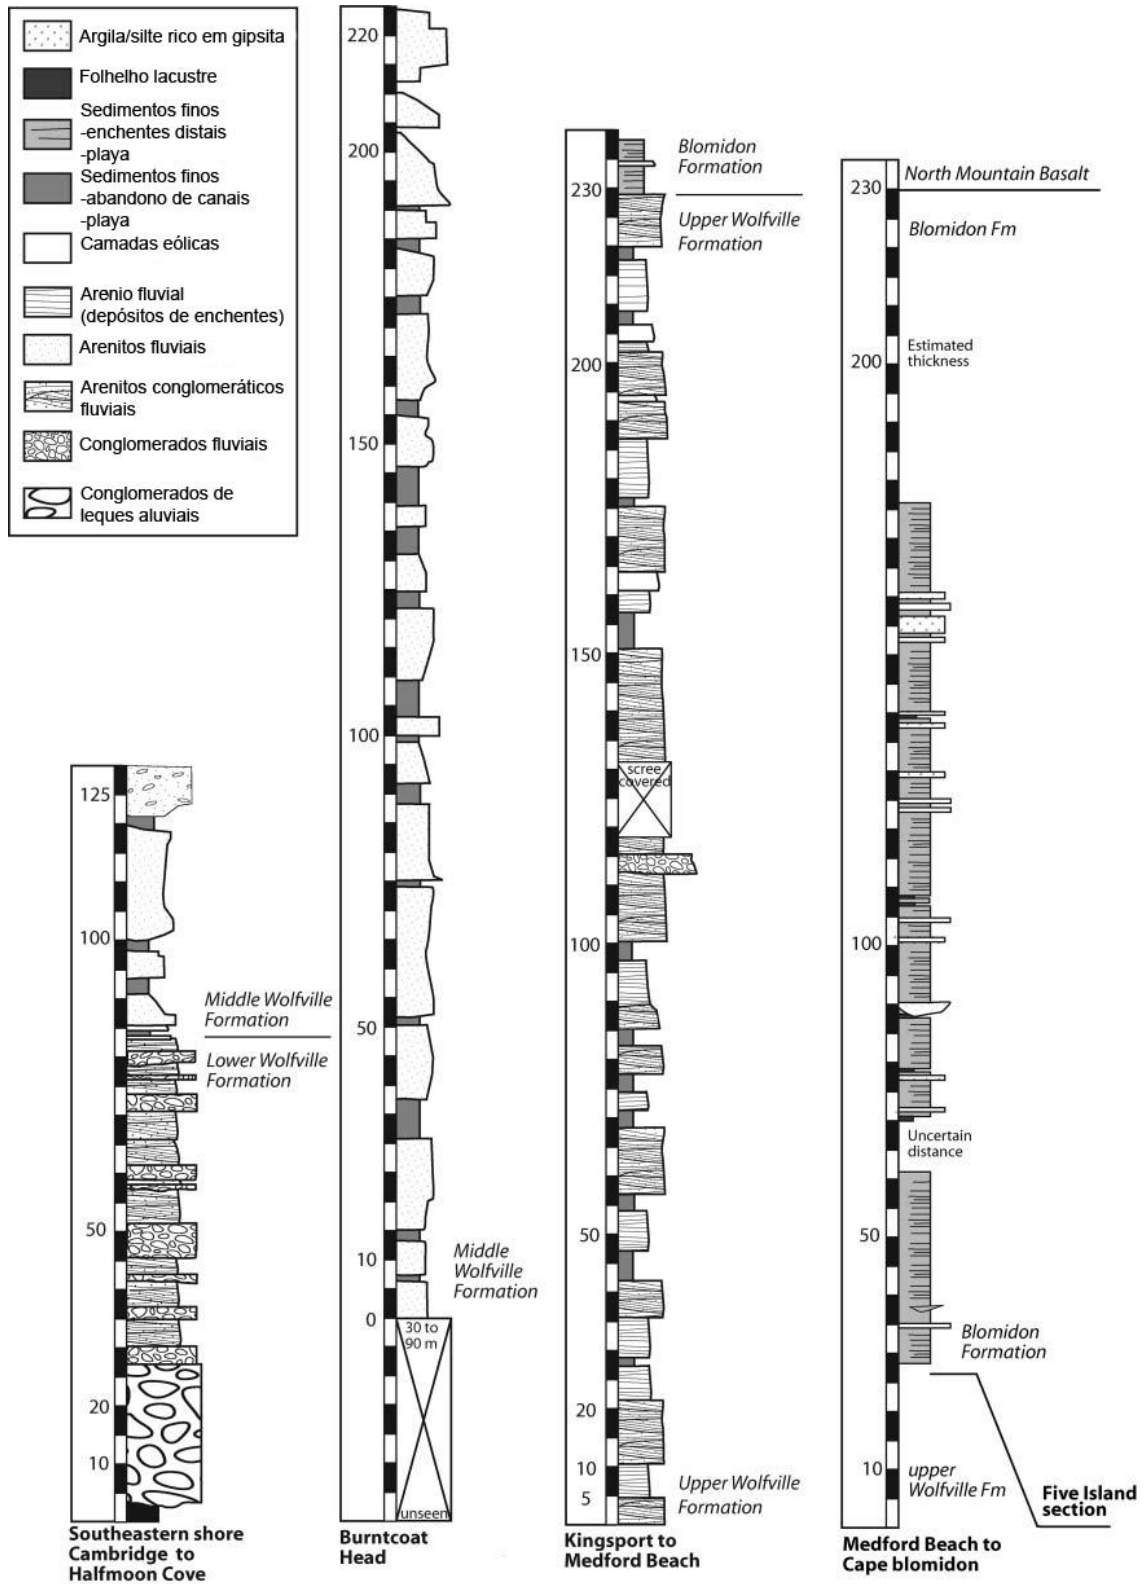 Argila/silte rico em gipsita
Folhelho lacustre
Sedimentos finos
-enchentes distais
-playa
Sedimentos finos
-abandono de canais
-playa
Camadas eólicas
Arenio fluvial
(depósitos de enchentes)
Arenitos fluviais
Arenitos conglomeráticos
fluviais
Conglomerados fluviais
Conglomerados de
leques aluviais
125
100
50
20
10
Middle Wolfville
Formation
Lower Wolfville
Formation
Southeastern shore
Cambridge to
Halfmoon Cove
220
200
150
100
50
10
0
Middle
Wolfville
Formation
30 to
90 m
unseen
Burntcoat
Head
230
200
150
100
50
20
10
5
Blomidon
Formation
Upper Wolfville
Formation
scree
covered
Upper Wolfville
Formation
Kingsport to
Medford Beach
230
200
100
50
10
North Mountain Basalt
Blomidon Fm
Estimated
thickness
Uncertain
distance
Blomidon
Formation
upper
Wolfville Fm
Five Island
section
Medford Beach to
Cape blomidon